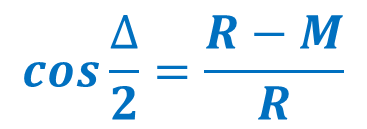 cos Δ/2 = (R − M)/R